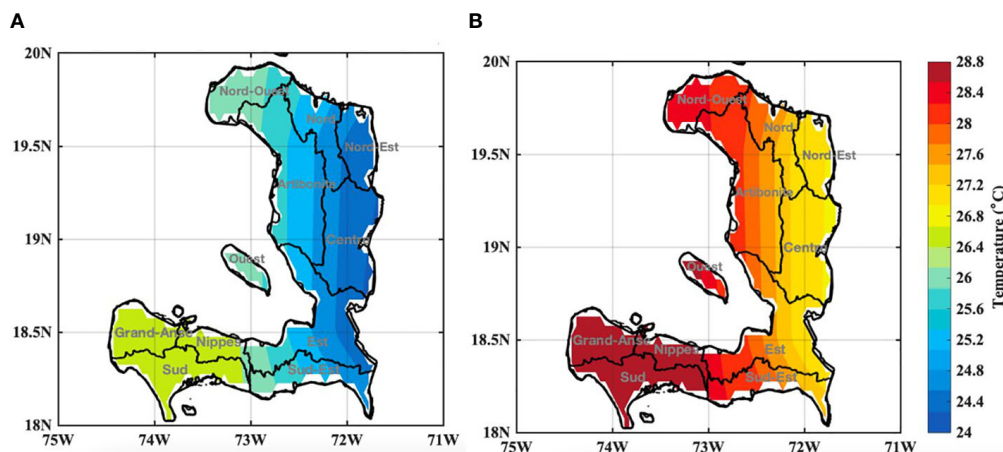 A
20N
19.5N
19N
18.5N
18N
75W
74W
73W
72W
71W
Nord-Ouest
Nord
Nord-Est
Artibonite
Centre
Ouest
Grand-Anse
Nippes
Est
Sud
Sud-Est
B
20N
19.5N
19N
18.5N
18N
75W
74W
73W
72W
71W
Nord-Ouest
Nord
Nord-Est
Artibonite
Centre
Ouest
Grand-Anse
Nippes
Est
Sud
Sud-Est
28.8
28.4
28
27.6
27.2
26.8
26.4
26
25.6
25.2
24.8
24.4
24
Temperature (°C)